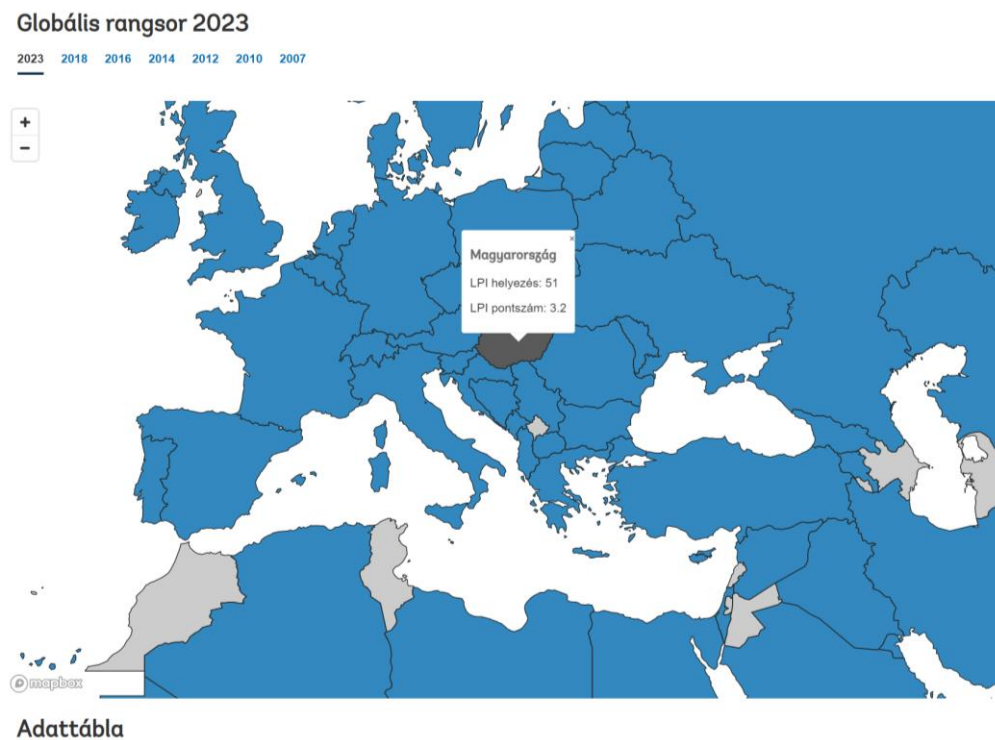 Globális rangsor 2023
2023 2018 2016 2014 2012 2010 2007
+
−
×
Magyarország
LPI helyezés: 51
LPI pontszám: 3.2
mapbox
Adattábla